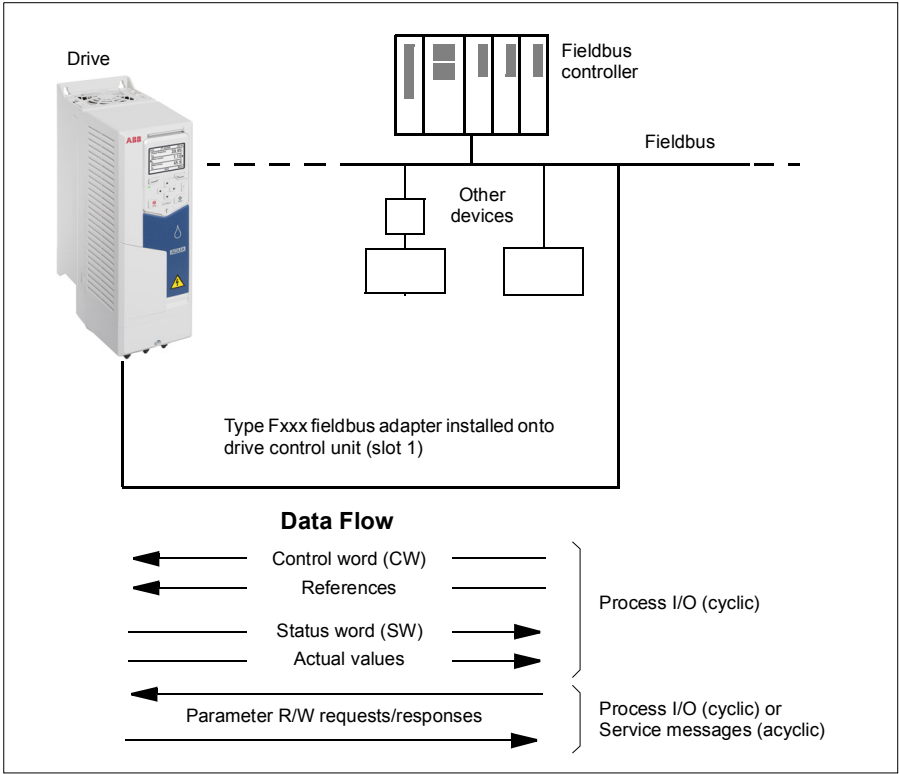 Drive
Fieldbus
controller
ABB
Fieldbus
Other
devices
Type Fxxx fieldbus adapter installed onto
drive control unit (slot 1)
Data Flow
Control word (CW)
References
Process I/O (cyclic)
Status word (SW)
Actual values
Parameter R/W requests/responses
Process I/O (cyclic) or
Service messages (acyclic)